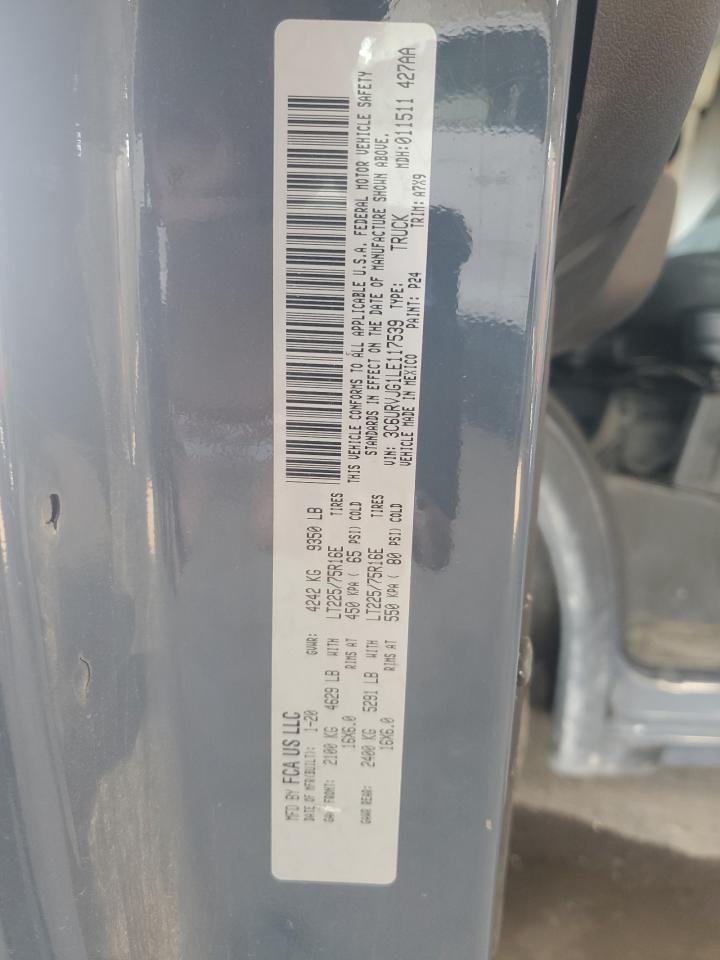 MFD BY FCA US LLC
DATE OF MFR(BUILT): 1-20 GVWR: 4242 KG 9350 LB
FRONT: 2100 KG 4629 LB WITH LT225/75R16E TIRES
16X6.0 RIMS AT 450 KPA ( 65 PSI) COLD
GAWR REAR: 2400 KG 5291 LB WITH LT225/75R16E TIRES
16X6.0 RIMS AT 550 KPA ( 80 PSI) COLD
THIS VEHICLE CONFORMS TO ALL APPLICABLE U.S.A. FEDERAL MOTOR VEHICLE SAFETY
STANDARDS IN EFFECT ON THE DATE OF MANUFACTURE SHOWN ABOVE.
VIN: 3C6URVJG1LE117539 TYPE: TRUCK MDH:011511 427AA
VEHICLE MADE IN MEXICO PAINT: P24 TRIM: A7X9